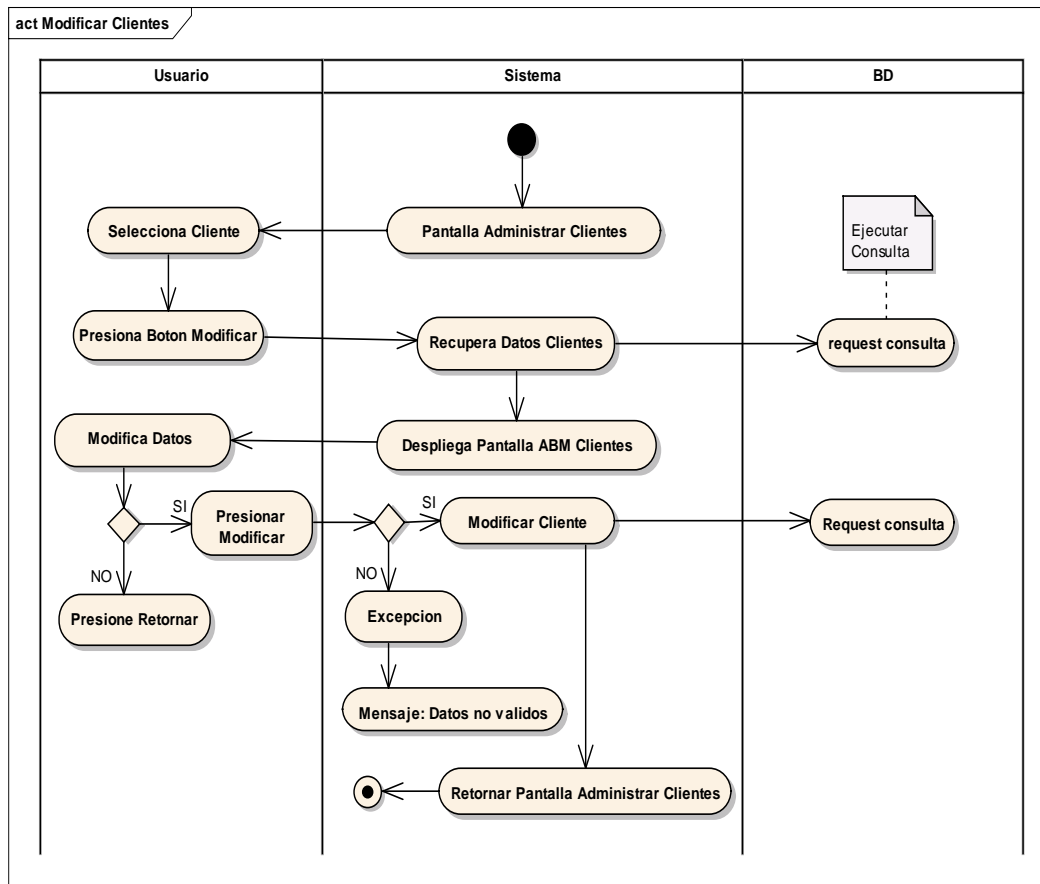 act Modificar Clientes
Usuario
Sistema
BD
Selecciona Cliente
Pantalla Administrar Clientes
Ejecutar
Consulta
Presiona Boton Modificar
Recupera Datos Clientes
request consulta
Modifica Datos
Despliega Pantalla ABM Clientes
SI
Presionar
Modificar
SI
Modificar Cliente
Request consulta
NO
Presione Retornar
NO
Excepcion
Mensaje: Datos no validos
Retornar Pantalla Administrar Clientes